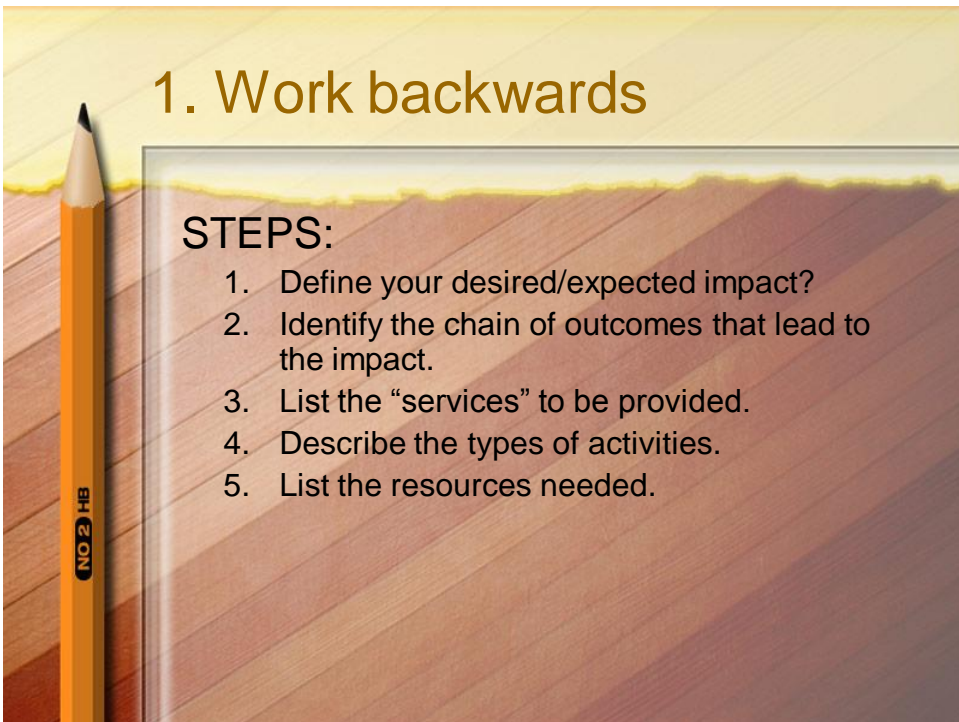 1. Work backwards
STEPS:
1. Define your desired/expected impact?
2. Identify the chain of outcomes that lead to
the impact.
3. List the “services” to be provided.
4. Describe the types of activities.
5. List the resources needed.
NO 2 HB